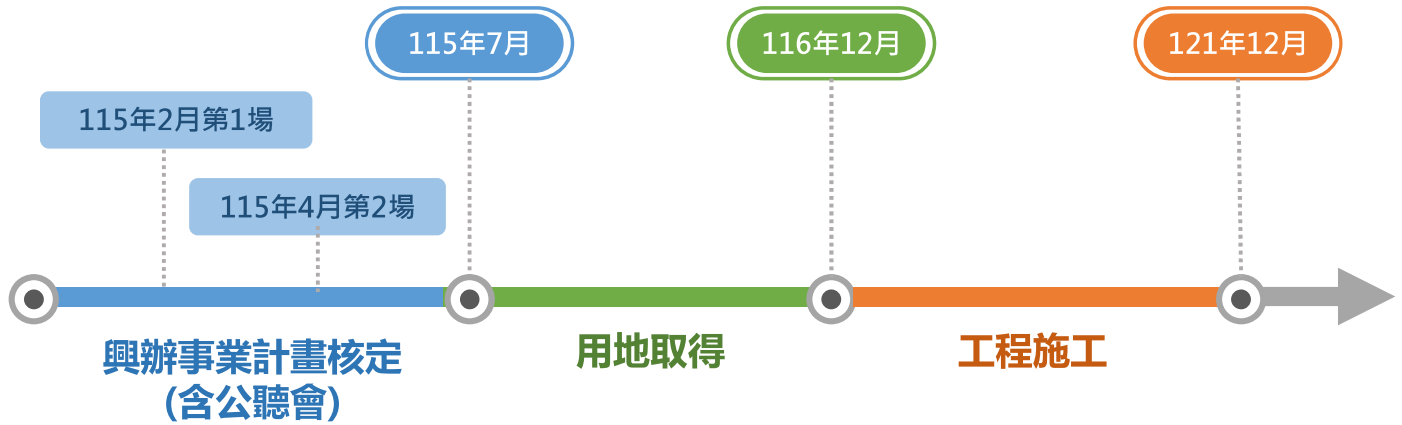 115年7月
116年12月
121年12月
115年2月第1場
115年4月第2場
興辦事業計畫核定
(含公聽會)
用地取得
工程施工